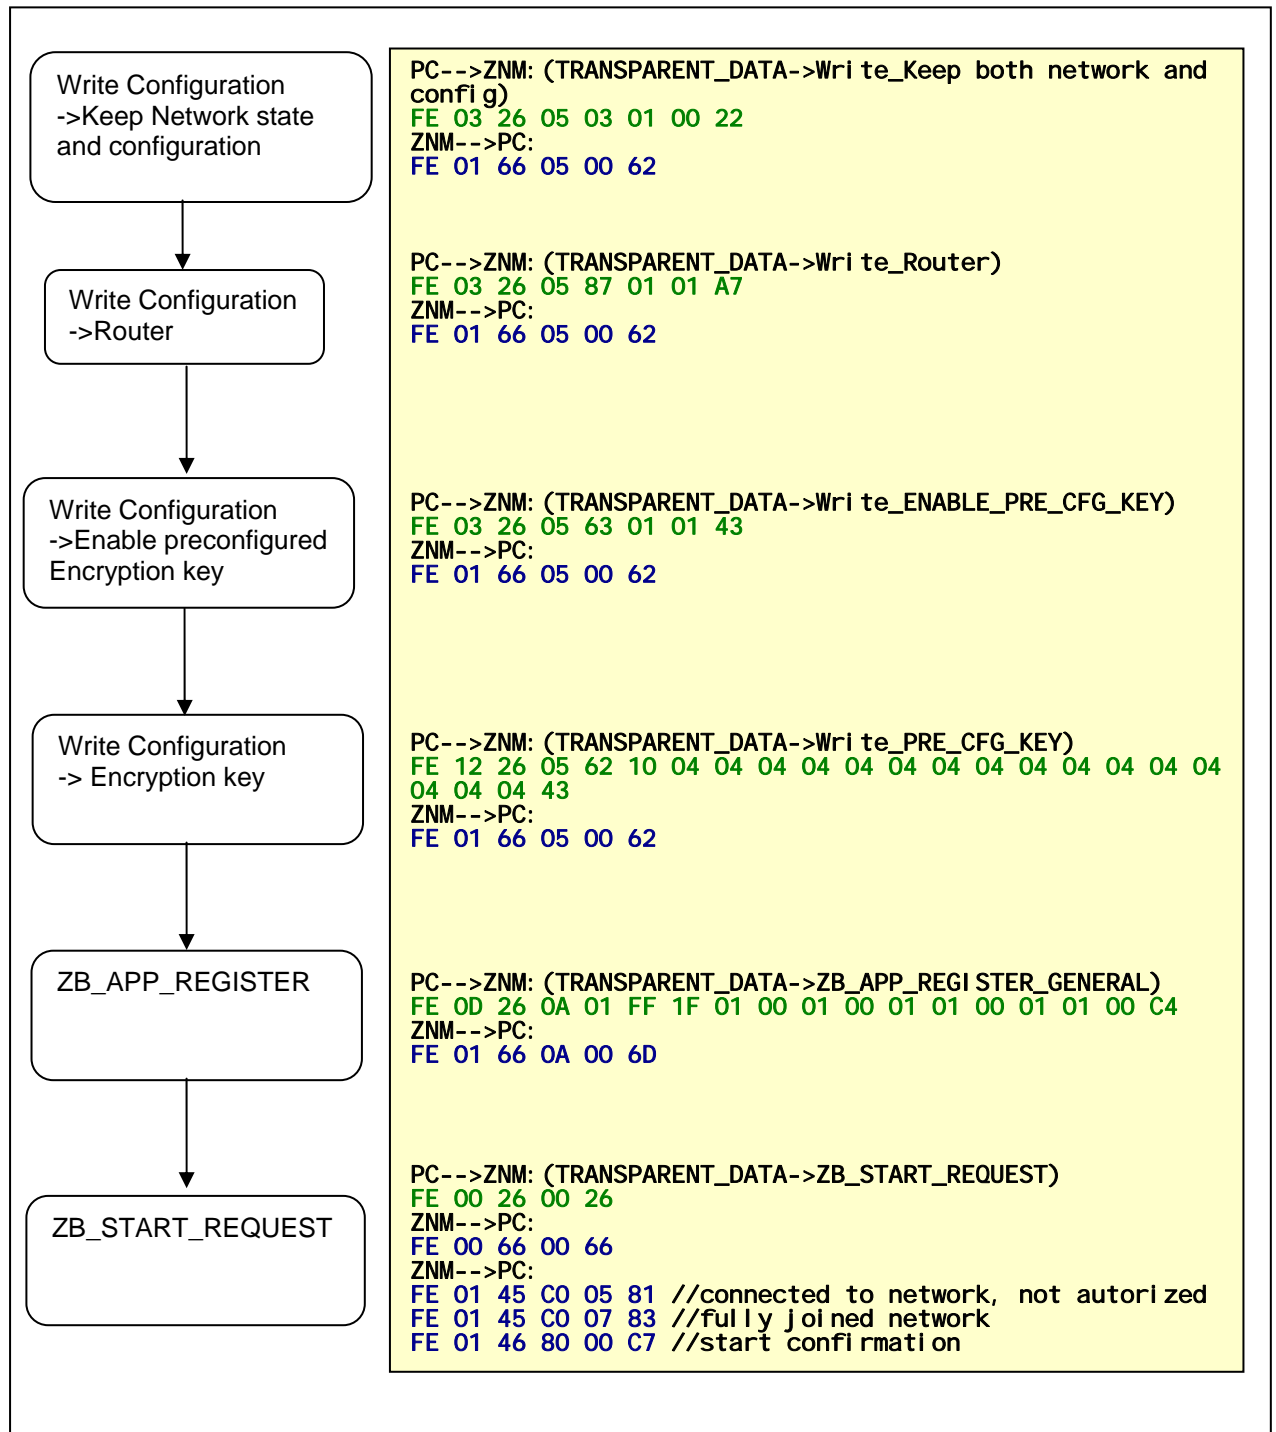 Write Configuration
->Keep Network state
and configuration
PC-->ZNM: (TRANSPARENT_DATA->Write_Keep both network and
config)
FE 03 26 05 03 01 00 22
ZNM-->PC:
FE 01 66 05 00 62
Write Configuration
->Router
PC-->ZNM: (TRANSPARENT_DATA->Write_Router)
FE 03 26 05 87 01 01 A7
ZNM-->PC:
FE 01 66 05 00 62
Write Configuration
->Enable preconfigured
Encryption key
PC-->ZNM: (TRANSPARENT_DATA->Write_ENABLE_PRE_CFG_KEY)
FE 03 26 05 63 01 01 43
ZNM-->PC:
FE 01 66 05 00 62
Write Configuration
-> Encryption key
PC-->ZNM: (TRANSPARENT_DATA->Write_PRE_CFG_KEY)
FE 12 26 05 62 10 04 04 04 04 04 04 04 04 04 04 04 04 04
04 04 04 43
ZNM-->PC:
FE 01 66 05 00 62
ZB_APP_REGISTER
PC-->ZNM: (TRANSPARENT_DATA->ZB_APP_REGISTER_GENERAL)
FE 0D 26 0A 01 FF 1F 01 00 01 00 01 01 00 01 01 00 C4
ZNM-->PC:
FE 01 66 0A 00 6D
ZB_START_REQUEST
PC-->ZNM: (TRANSPARENT_DATA->ZB_START_REQUEST)
FE 00 26 00 26
ZNM-->PC:
FE 00 66 00 66
ZNM-->PC:
FE 01 45 C0 05 81 //connected to network, not autorized
FE 01 45 C0 07 83 //fully joined network
FE 01 46 80 00 C7 //start confirmation